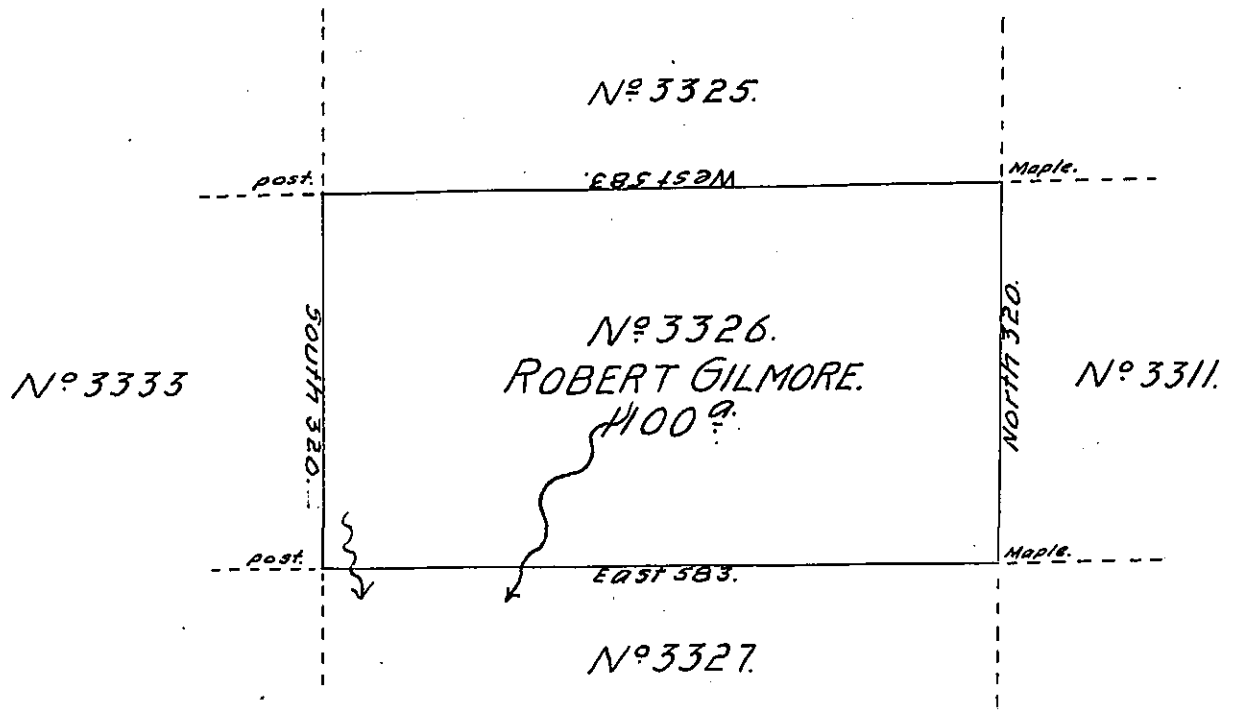 Nº 3325.
post.
West 583.
Maple.
South 320.
Nº 3326.
ROBERT GILMORE.
1100 a.
North 320.
Nº 3333
Nº 3311.
post.
East 583.
Maple.
Nº 3327.